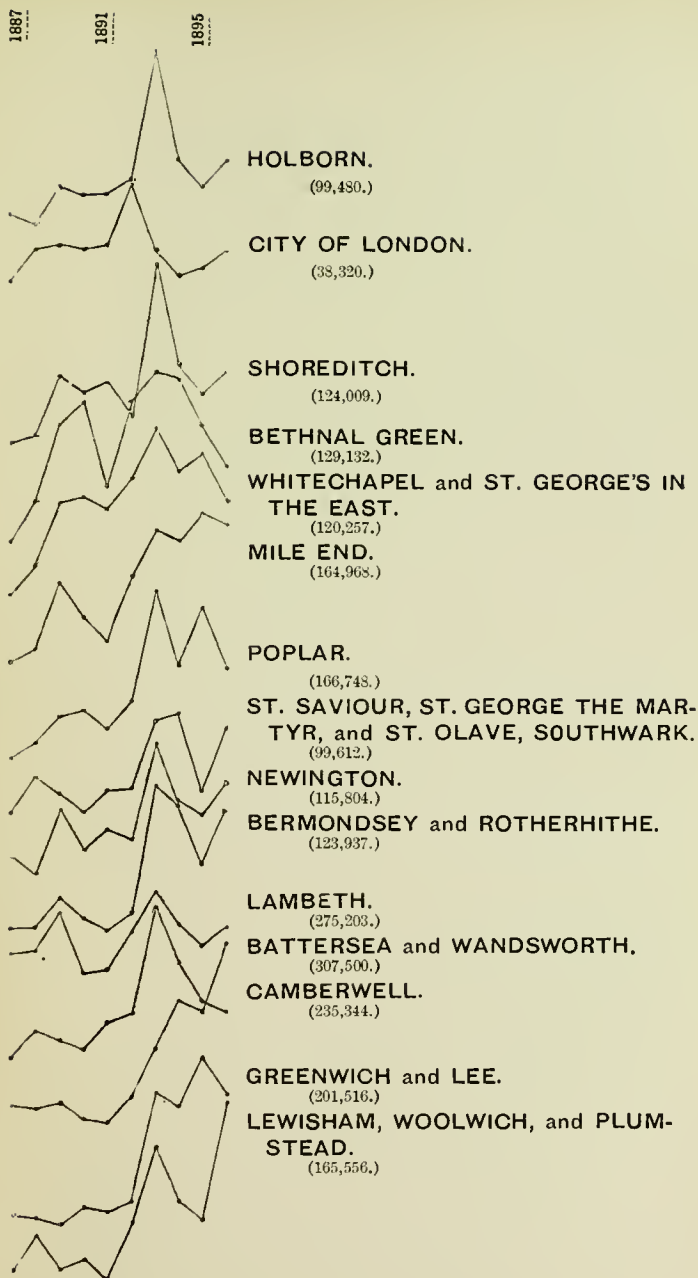 1887
1891
1895
HOLBORN.
(99,480.)
CITY OF LONDON.
(38,320.)
SHOREDITCH.
(124,009.)
BETHNAL GREEN.
(129,132.)
WHITECHAPEL and ST. GEORGE'S IN
THE EAST.
(120,257.)
MILE END.
(164,968.)
POPLAR.
(166,748.)
ST. SAVIOUR, ST. GEORGE THE MAR-
TYR, and ST. OLAVE, SOUTHWARK.
(99,612.)
NEWINGTON.
(115,804.)
BERMONDSEY and ROTHERHITHE.
(123,937.)
LAMBETH.
(275,203.)
BATTERSEA and WANDSWORTH.
(307,500.)
CAMBERWELL.
(235,344.)
GREENWICH and LEE.
(201,516.)
LEWISHAM, WOOLWICH, and PLUM-
STEAD.
(165,556.)